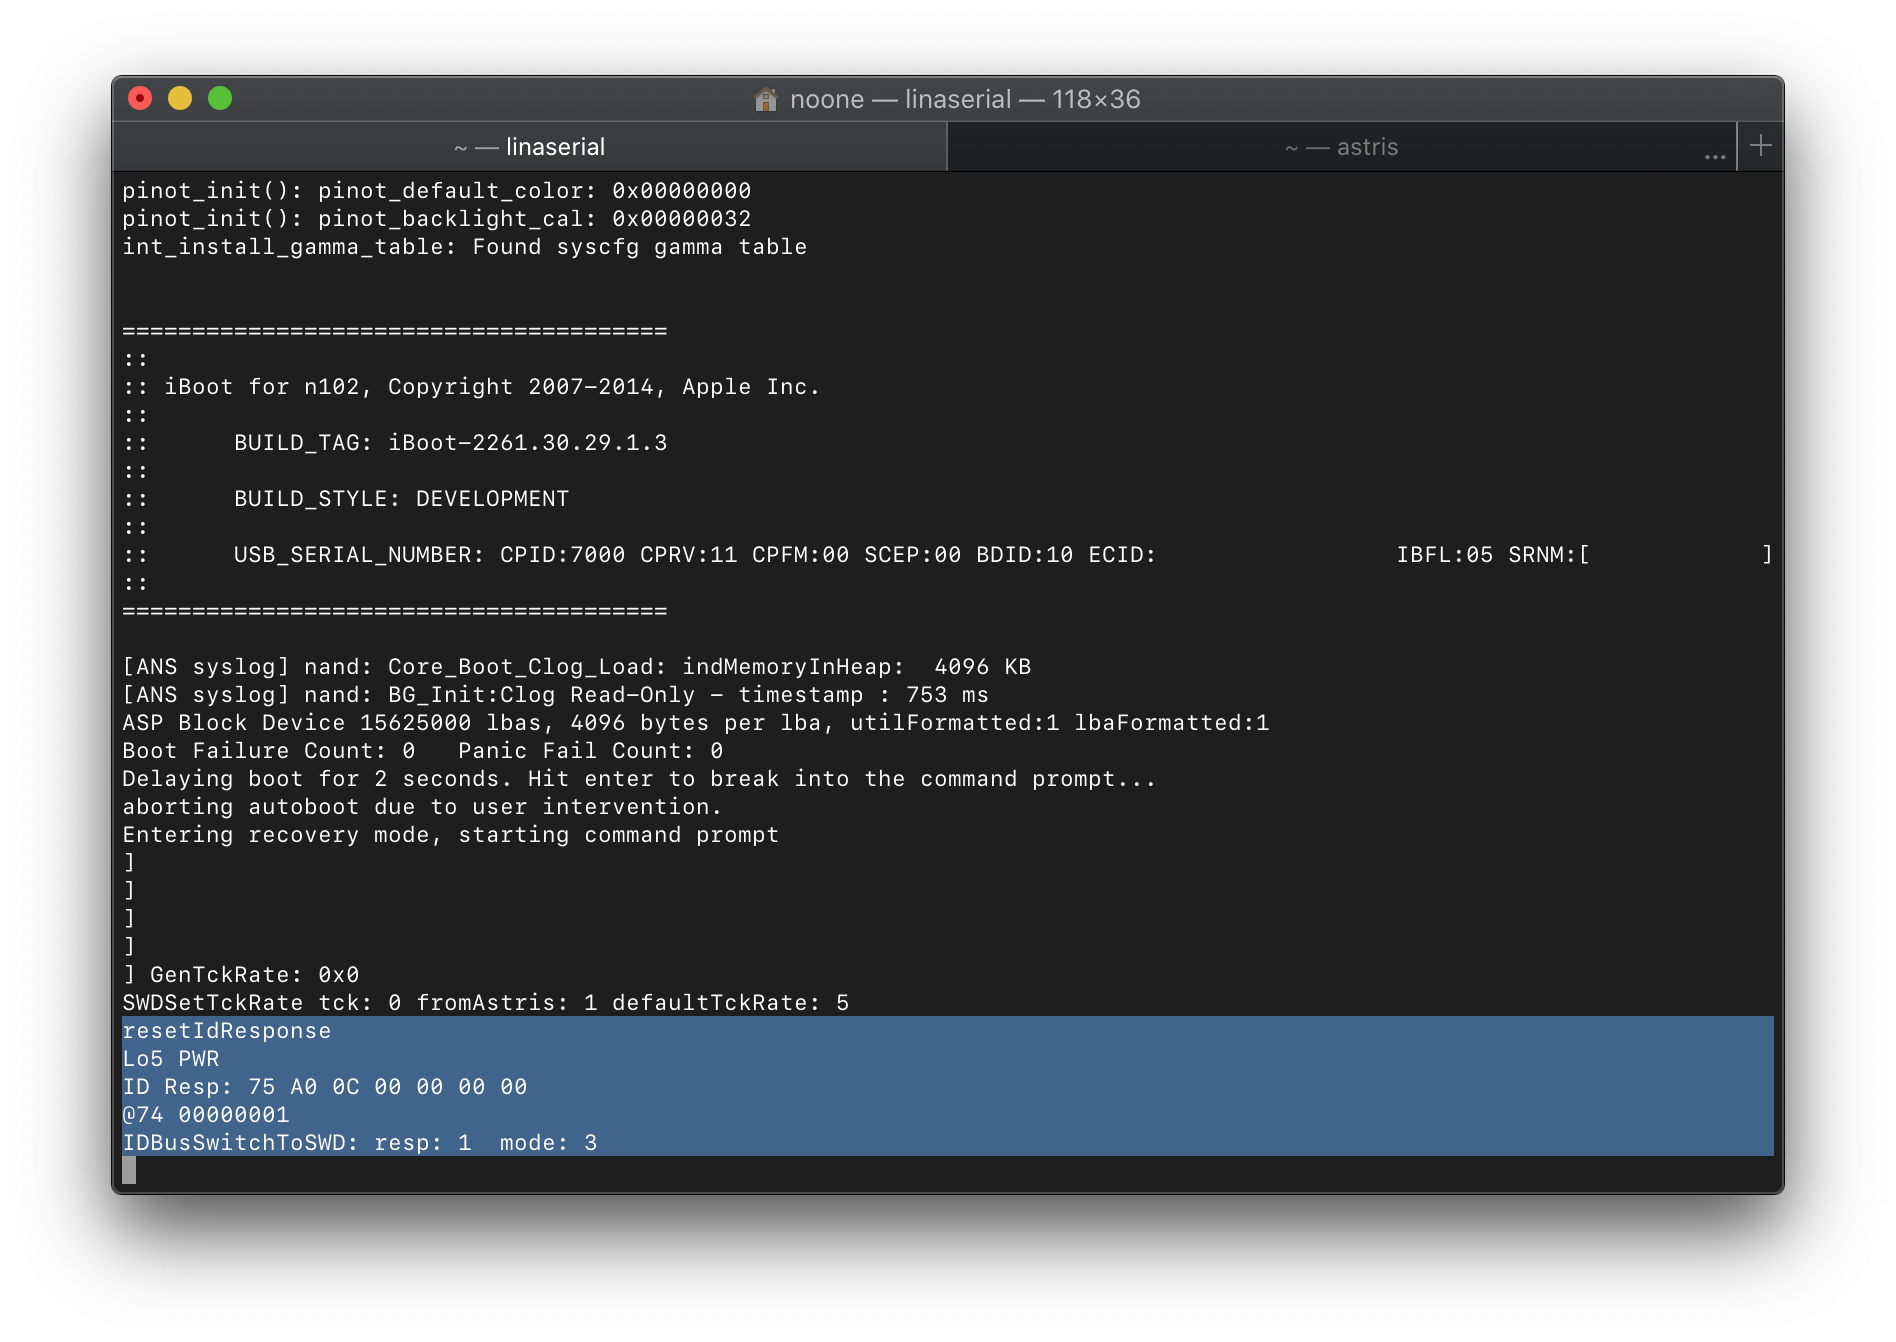 noone — linaserial — 118×36
~ — linaserial
~ — astris
...
+
pinot_init(): pinot_default_color: 0x00000000
pinot_init(): pinot_backlight_cal: 0x00000032
int_install_gamma_table: Found syscfg gamma table
=======================================
::
:: iBoot for n102, Copyright 2007-2014, Apple Inc.
::
::      BUILD_TAG: iBoot-2261.30.29.1.3
::
::      BUILD_STYLE: DEVELOPMENT
::
::      USB_SERIAL_NUMBER: CPID:7000 CPRV:11 CPFM:00 SCEP:00 BDID:10 ECID:                 IBFL:05 SRNM:[            ]
::
=======================================
[ANS syslog] nand: Core_Boot_Clog_Load: indMemoryInHeap:  4096 KB
[ANS syslog] nand: BG_Init:Clog Read-Only - timestamp : 753 ms
ASP Block Device 15625000 lbas, 4096 bytes per lba, utilFormatted:1 lbaFormatted:1
Boot Failure Count: 0   Panic Fail Count: 0
Delaying boot for 2 seconds. Hit enter to break into the command prompt...
aborting autoboot due to user intervention.
Entering recovery mode, starting command prompt
]
]
]
]
] GenTckRate: 0x0
SWDSetTckRate tck: 0 fromAstris: 1 defaultTckRate: 5
resetIdResponse
Lo5 PWR
ID Resp: 75 A0 0C 00 00 00 00
@74 00000001
IDBusSwitchToSWD: resp: 1  mode: 3